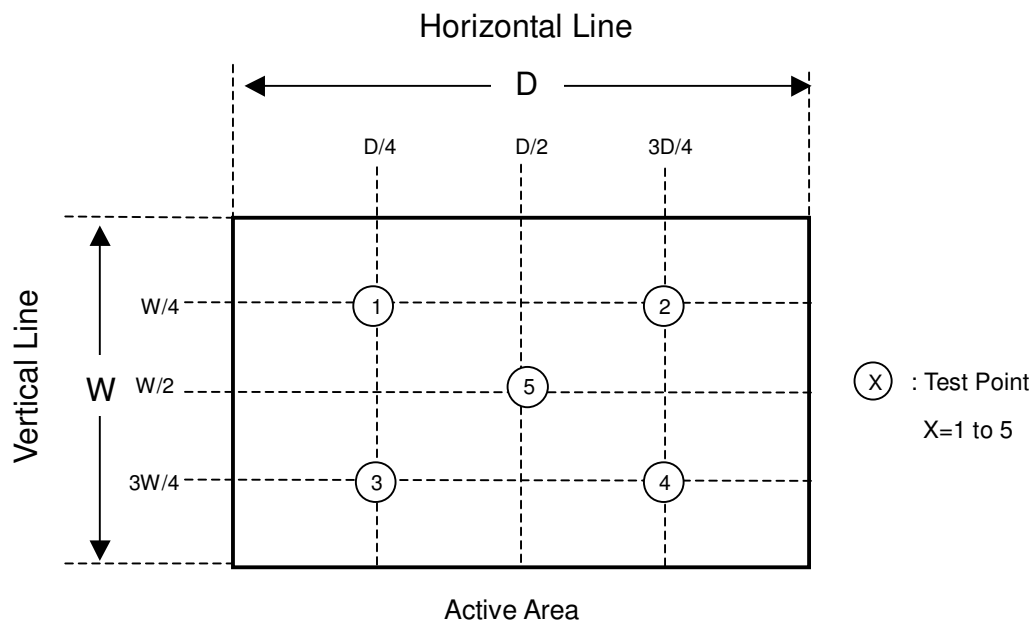 Horizontal Line
D
D/4 D/2 3D/4
W/4
1 2
Vertical Line
W
W/2
5
X : Test Point
X=1 to 5
3W/4
3 4
Active Area